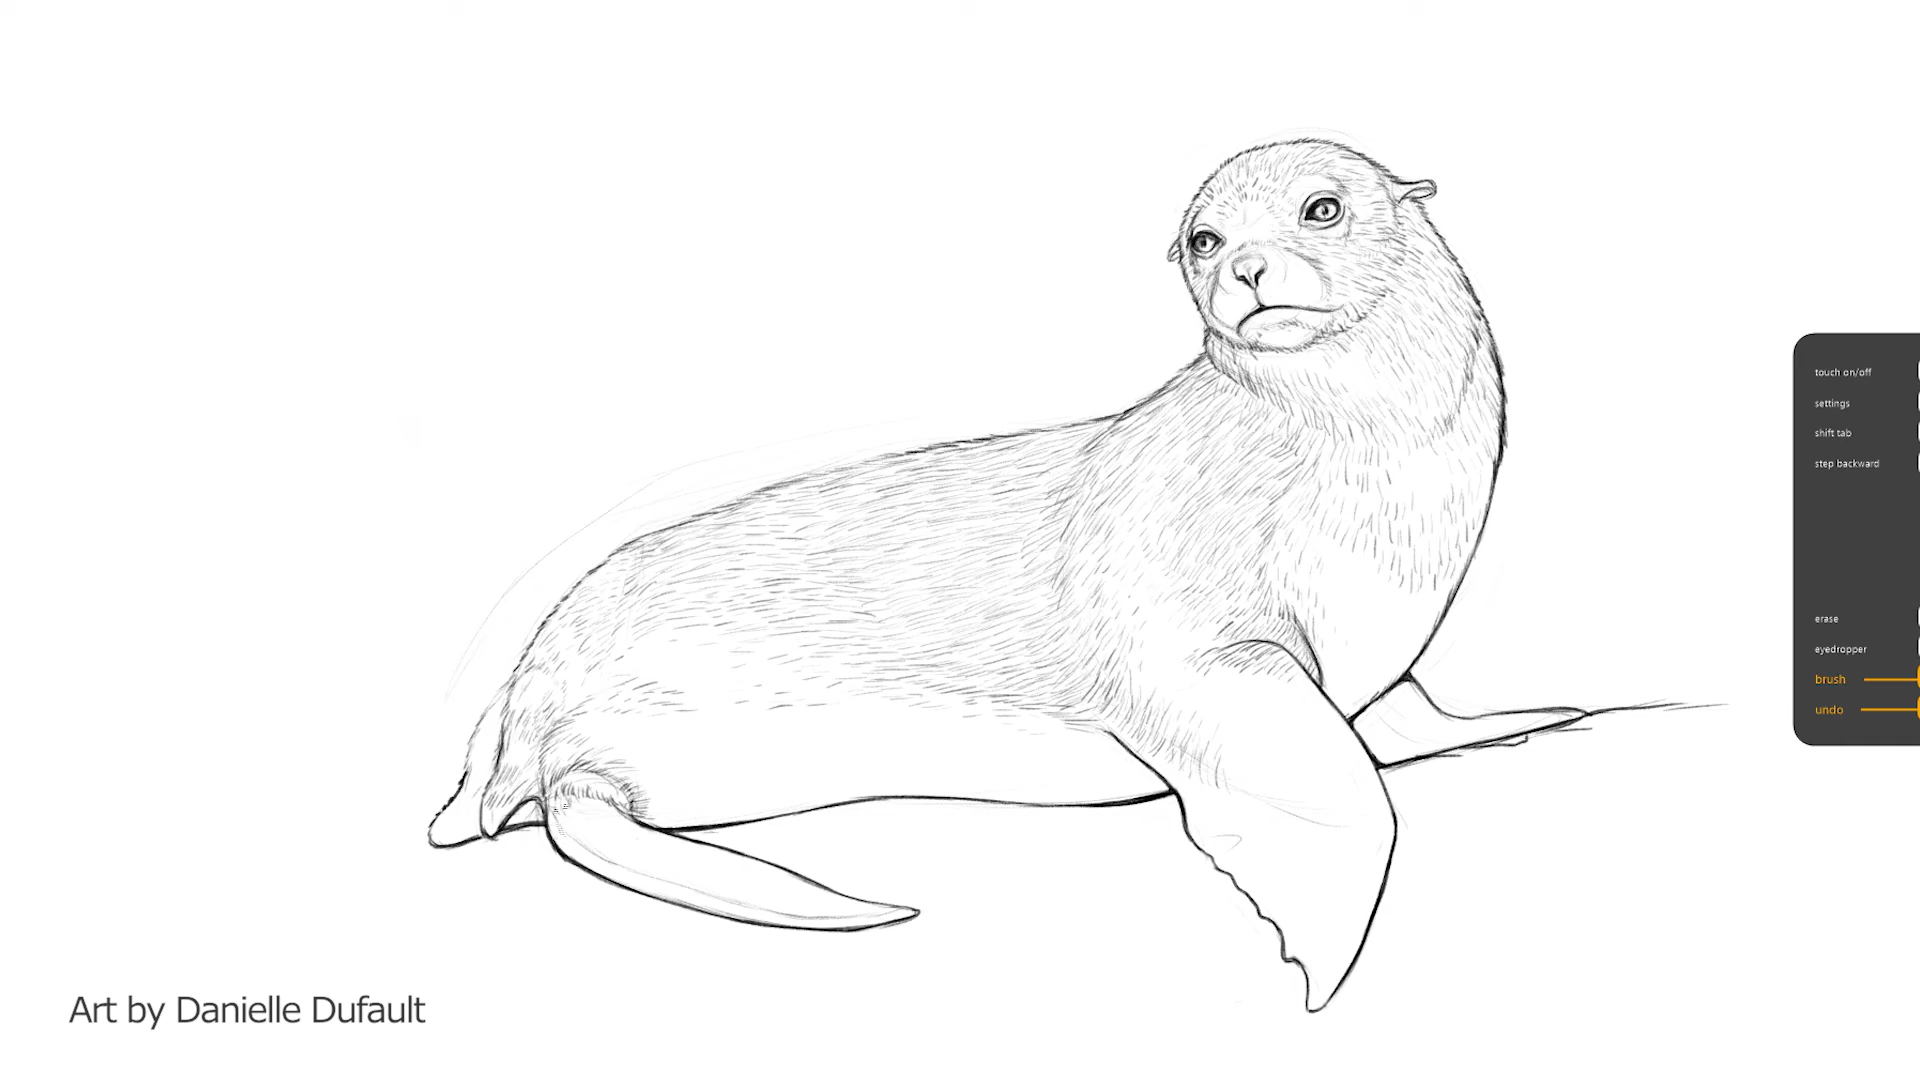 touch on/off
settings
shift tab
step backward
erase
eyedropper
brush
undo
Art by Danielle Dufault